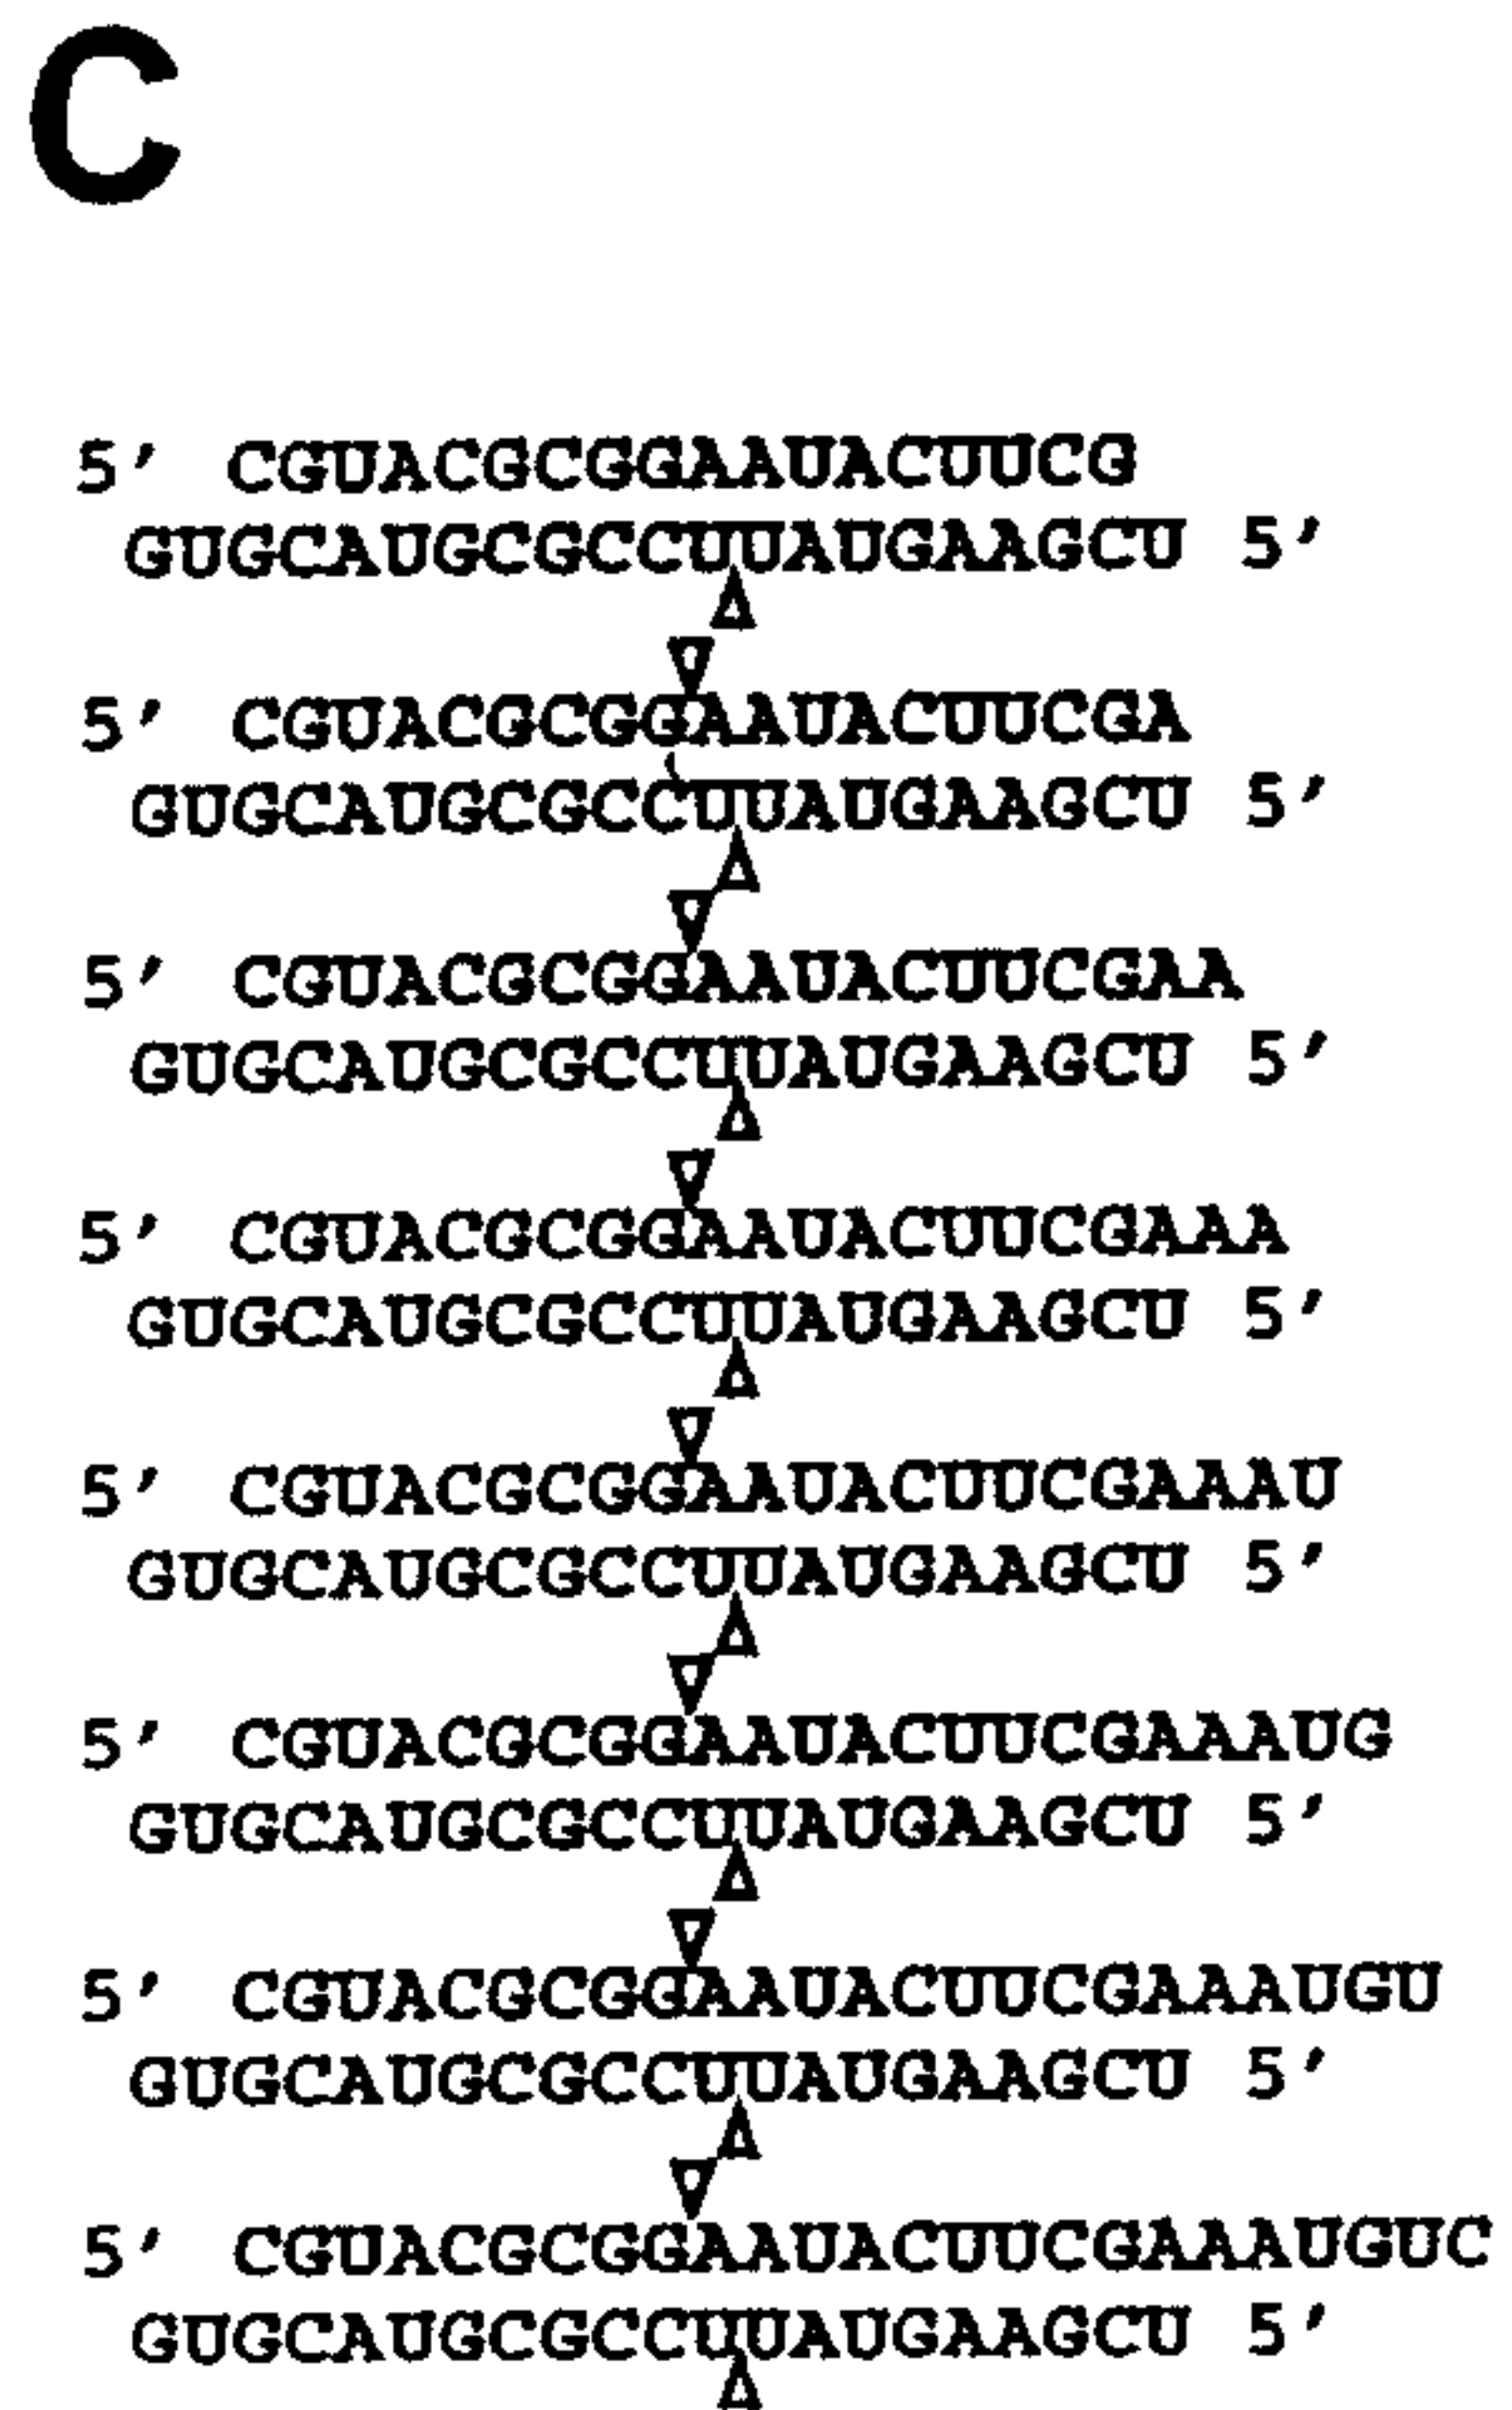 C
5′ CGUACGCGGAAUACUUCG
GUGCAUGCGCCUUAUGAAGCU 5′
5′ CGUACGCGGAAUACUUCGA
GUGCAUGCGCCUUAUGAAGCU 5′
5′ CGUACGCGGAAUACUUCGAA
GUGCAUGCGCCUUAUGAAGCU 5′
5′ CGUACGCGGAAUACUUCGAAA
GUGCAUGCGCCUUAUGAAGCU 5′
5′ CGUACGCGGAAUACUUCGAAAU
GUGCAUGCGCCUUAUGAAGCU 5′
5′ CGUACGCGGAAUACUUCGAAAUG
GUGCAUGCGCCUUAUGAAGCU 5′
5′ CGUACGCGGAAUACUUCGAAAUGU
GUGCAUGCGCCUUAUGAAGCU 5′
5′ CGUACGCGGAAUACUUCGAAAUGUC
GUGCAUGCGCCUUAUGAAGCU 5′